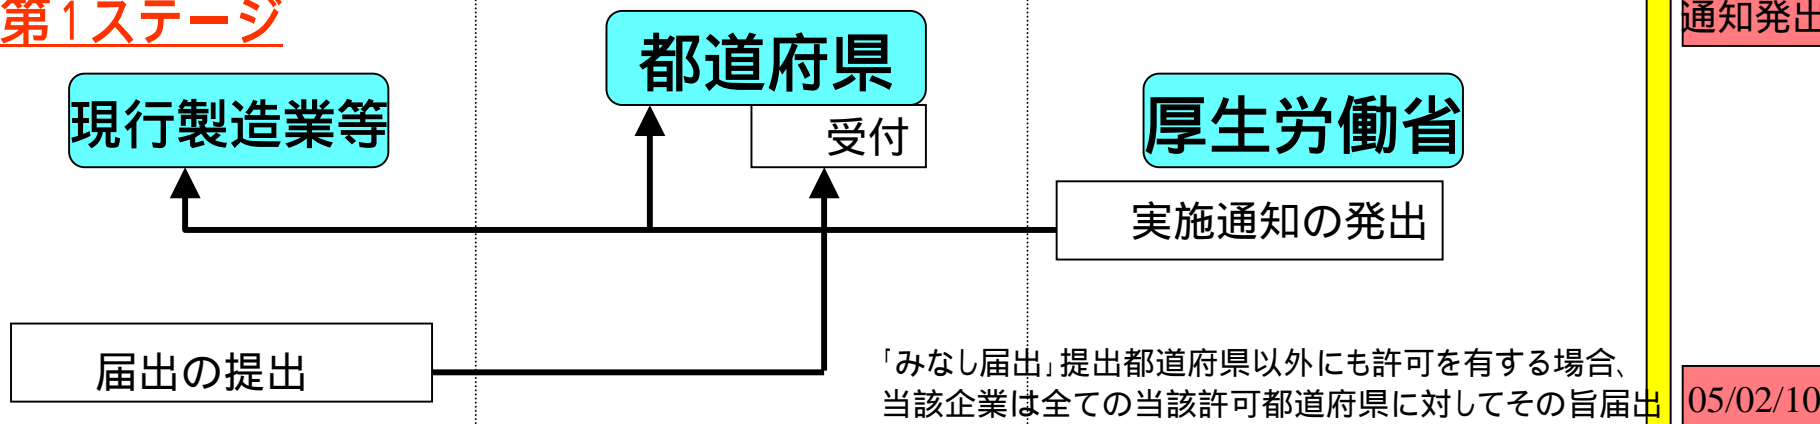 第1ステージ
都道府県
通知発出
現行製造業等
厚生労働省
受付
実施通知の発出
届出の提出
「みなし届出」提出都道府県以外にも許可を有する場合、
当該企業は全ての当該許可都道府県に対してその旨届出
05/02/10